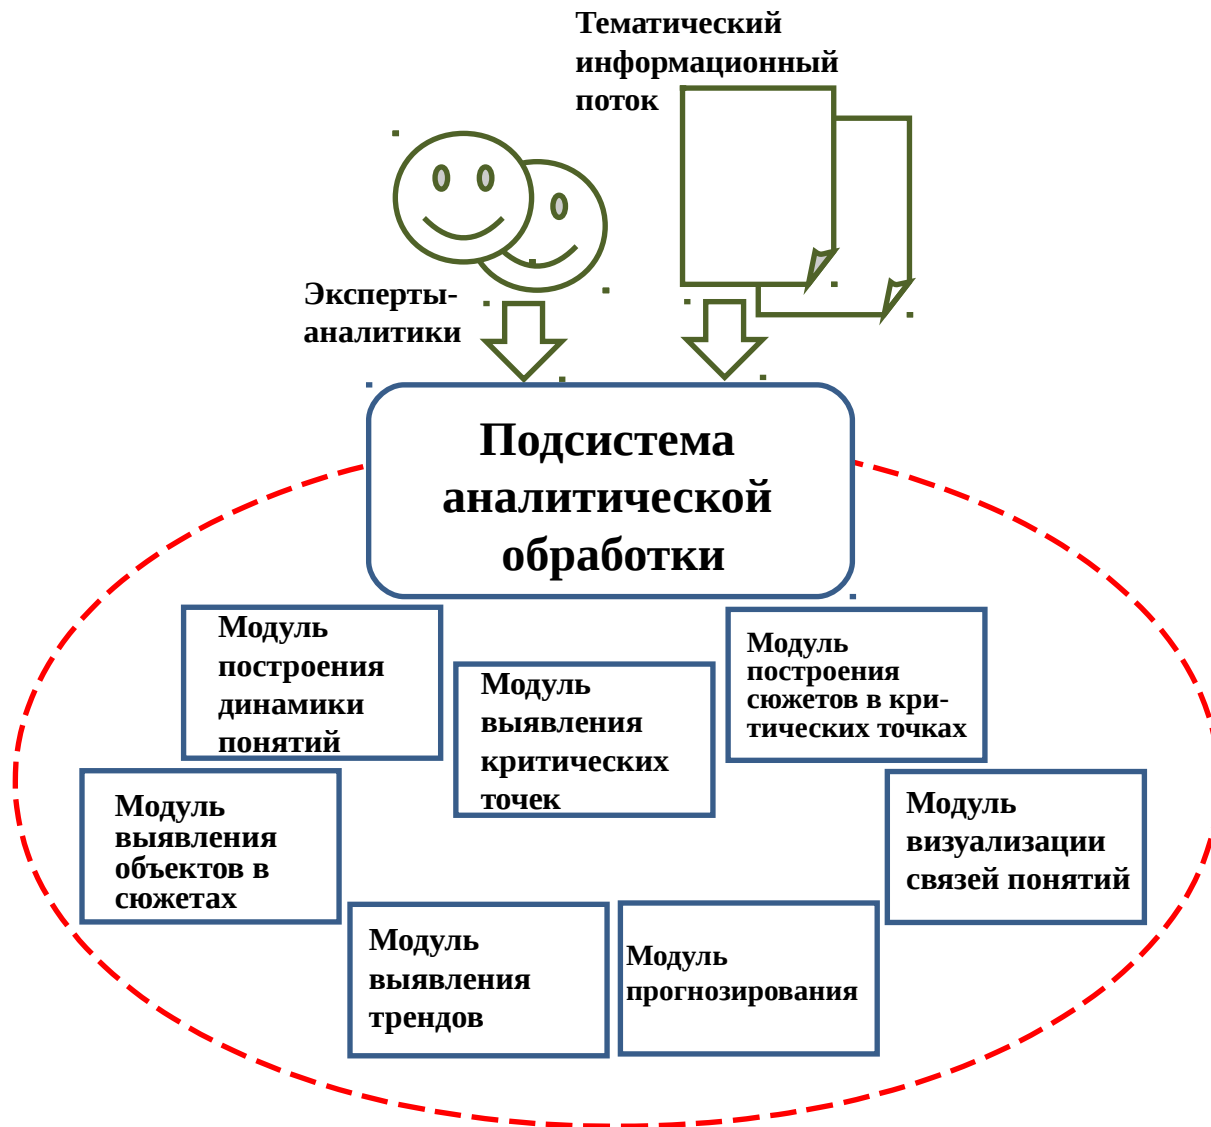 Тематический
информационный
поток
Эксперты-
аналитики
Подсистема
аналитической
обработки
Модуль
построения
динамики
понятий
Модуль
выявления
критических
точек
Модуль
построения
сюжетов в кри-
тических точках
Модуль
выявления
объектов в
сюжетах
Модуль
визуализации
связей понятий
Модуль
выявления
трендов
Модуль
прогнозирования